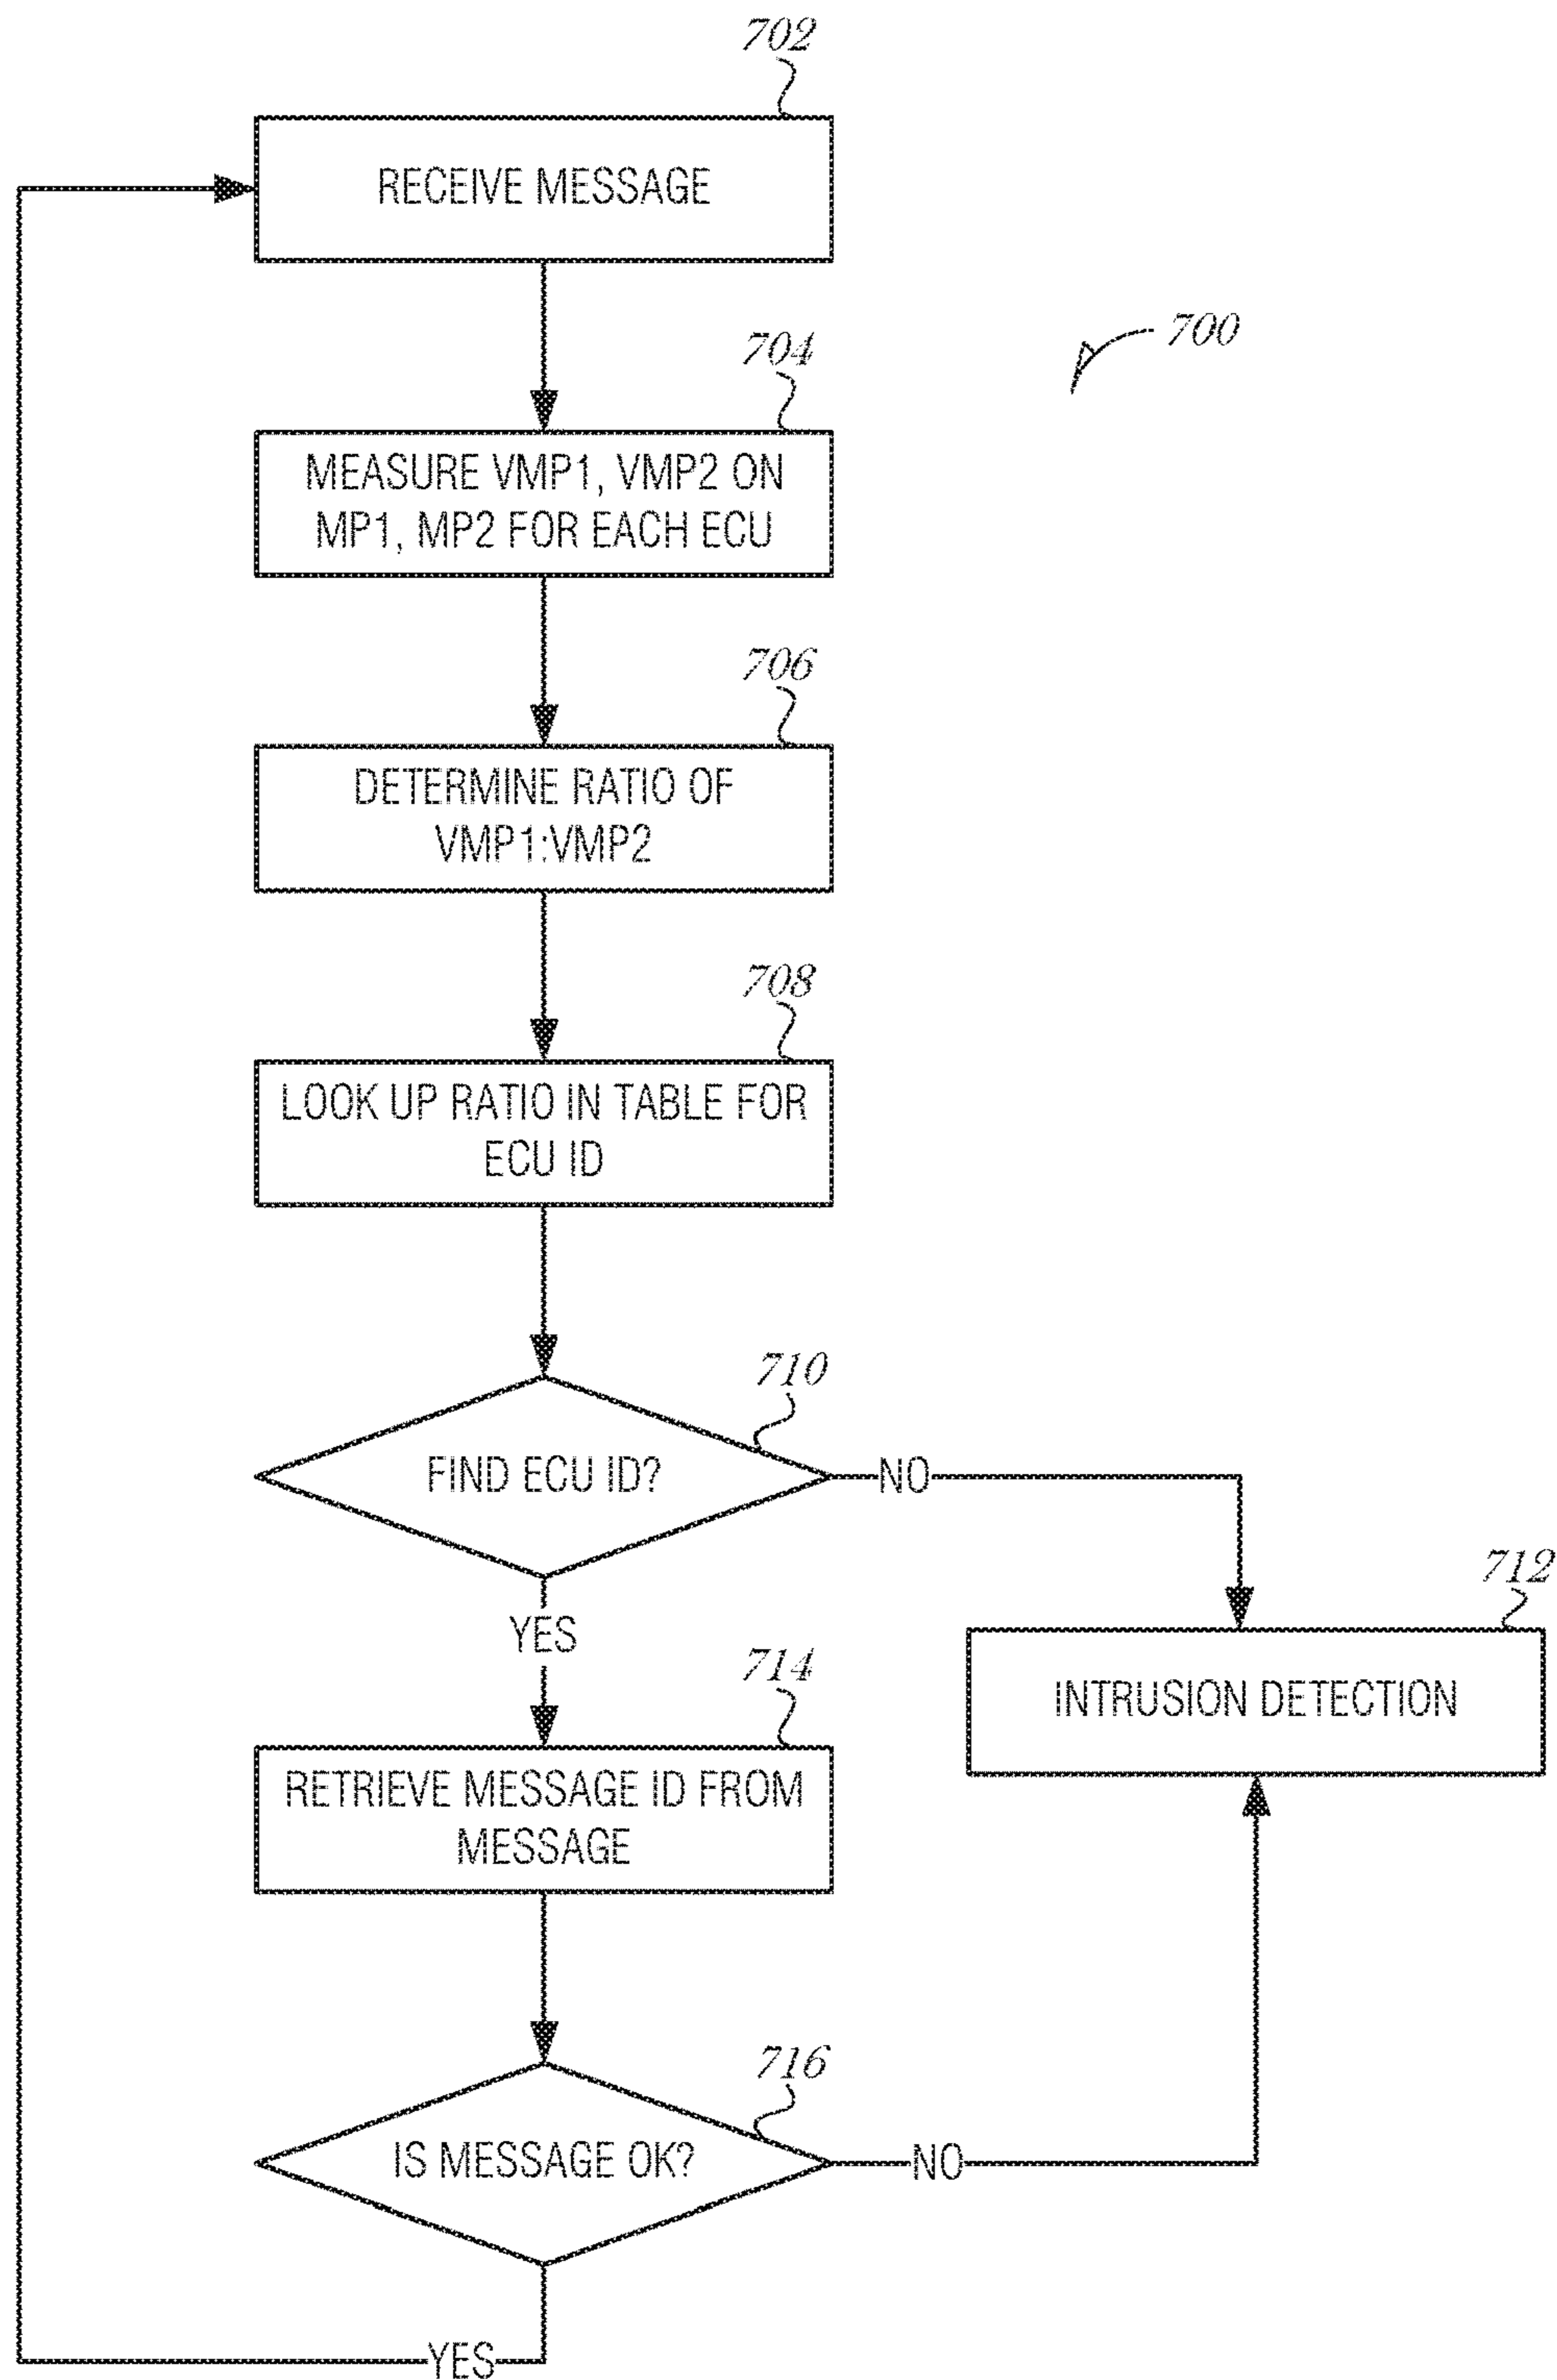 702
RECEIVE MESSAGE
700
704
MEASURE VMP1, VMP2 ON
MP1, MP2 FOR EACH ECU
706
DETERMINE RATIO OF
VMP1:VMP2
708
LOOK UP RATIO IN TABLE FOR
ECU ID
710
FIND ECU ID?
NO
712
INTRUSION DETECTION
YES
714
RETRIEVE MESSAGE ID FROM
MESSAGE
716
IS MESSAGE OK?
NO
YES